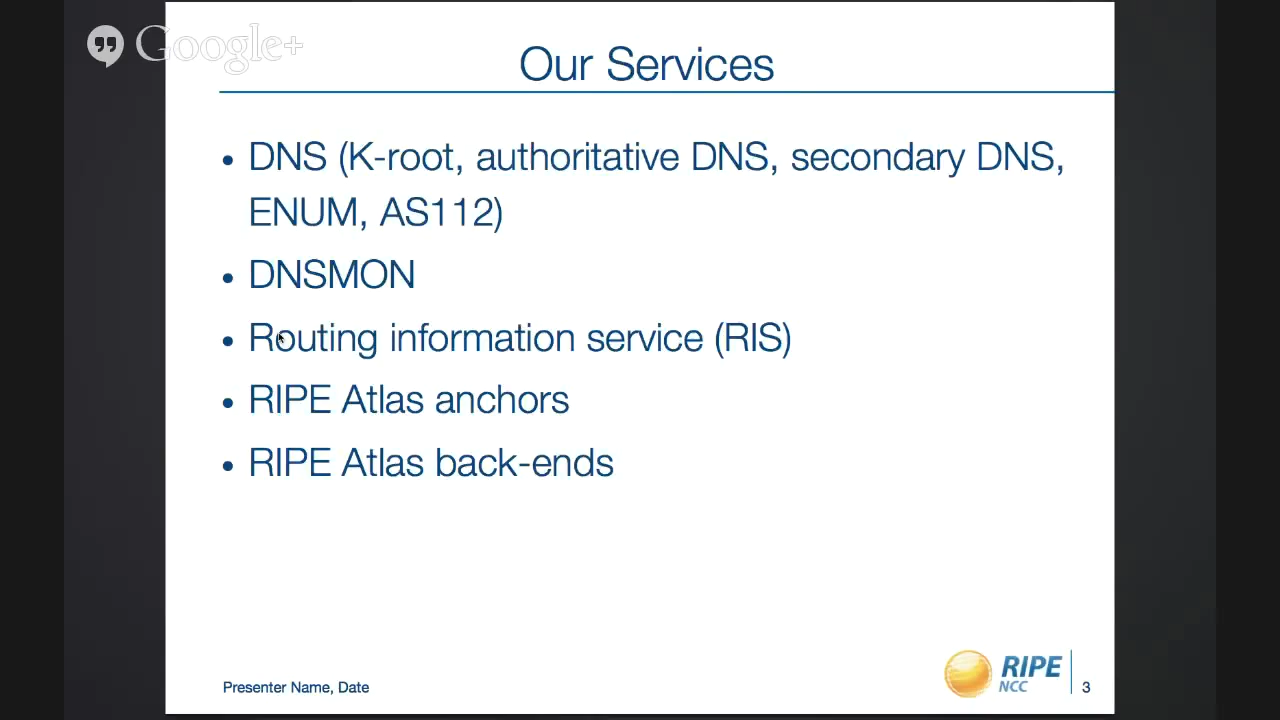 Google+
Our Services
• DNS (K-root, authoritative DNS, secondary DNS,
ENUM, AS112)
• DNSMON
• Routing information service (RIS)
• RIPE Atlas anchors
• RIPE Atlas back-ends
Presenter Name, Date
RIPE
NCC
3